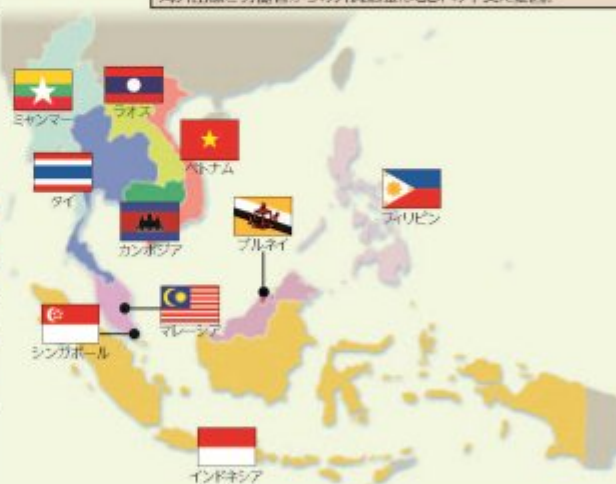 ミャンマー
ラオス
ベトナム
タイ
カンボジア
ブルネイ
フィリピン
マレーシア
シンガポール
インドネシア